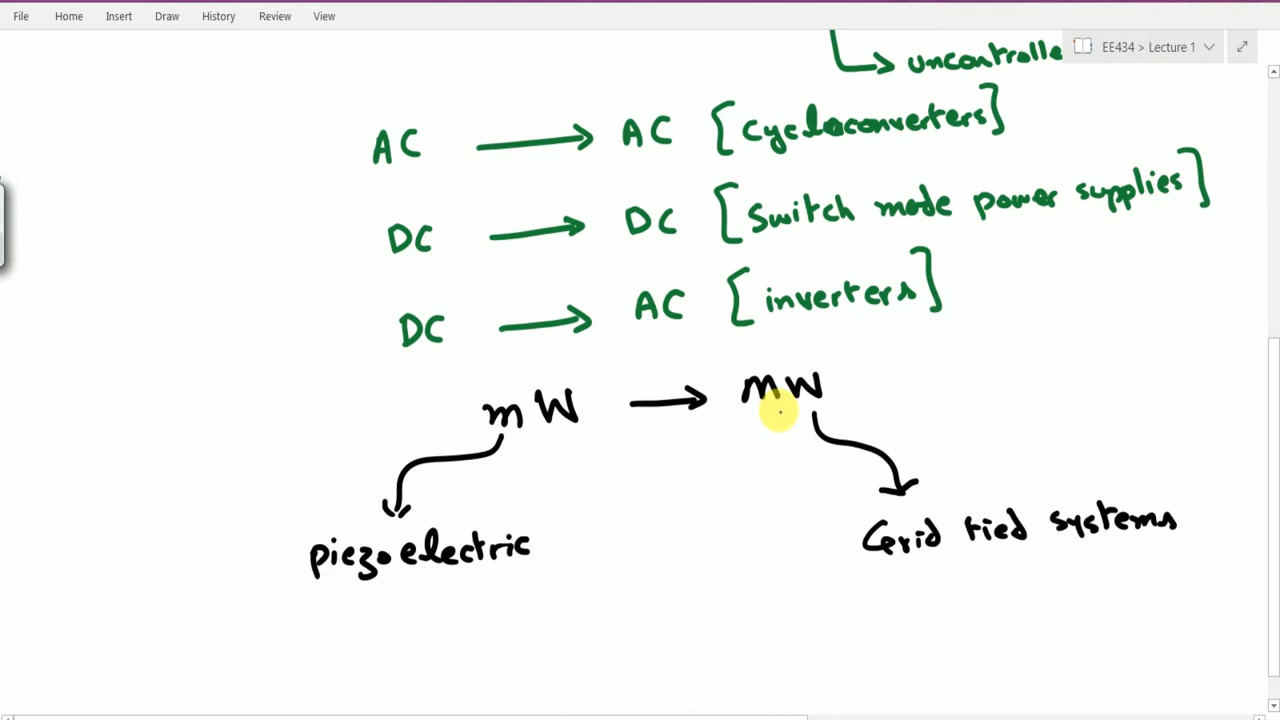 File Home Insert Draw History Review View
EE434 > Lecture 1
uncontrolle
AC → AC [Cycloconverters]
DC → DC [Switch mode power supplies]
DC → AC [inverters]
mW → MW
piezoelectric Grid tied systems